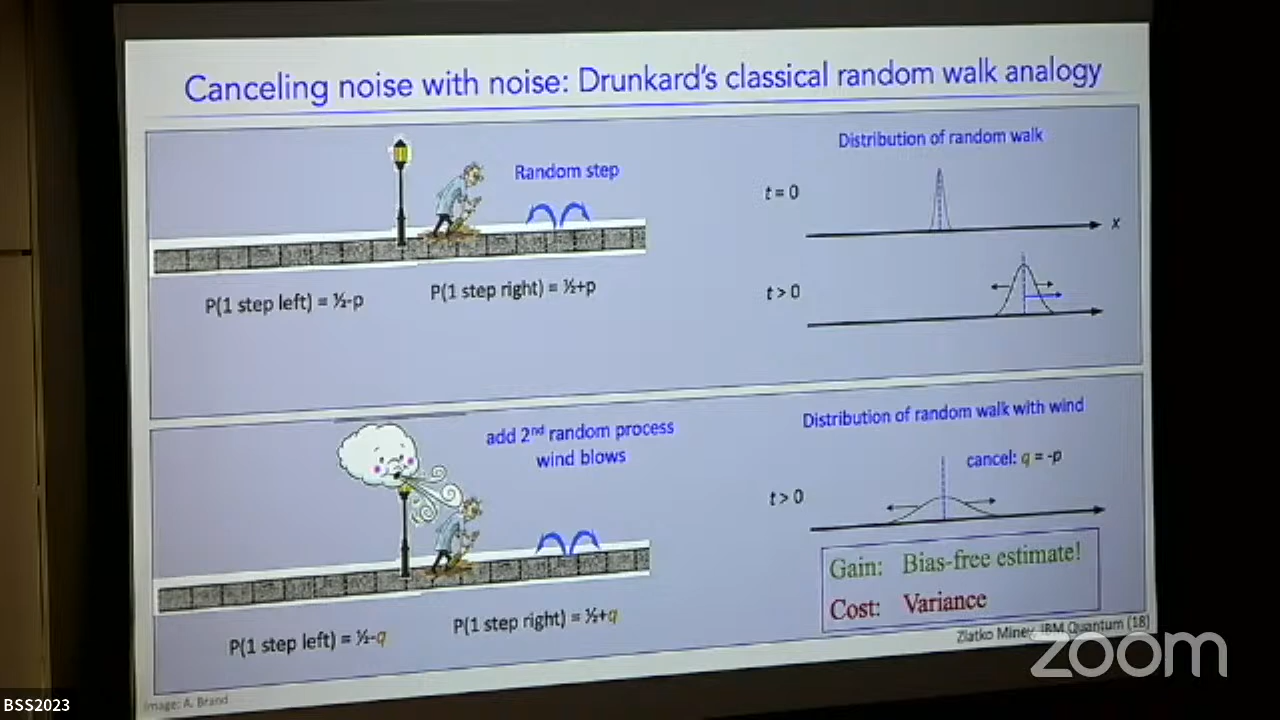 Canceling noise with noise: Drunkard's classical random walk analogy
Random step
P(1 step left) = ½-p
P(1 step right) = ½+p
Distribution of random walk
t = 0
x
t > 0
add 2nd random process
wind blows
P(1 step left) = ½-q
P(1 step right) = ½+q
Distribution of random walk with wind
cancel: q = -p
t > 0
Gain: Bias-free estimate!
Cost: Variance
Zlatko Minev, IBM Quantum (18)
Image: A. Brand
zoom
BSS2023